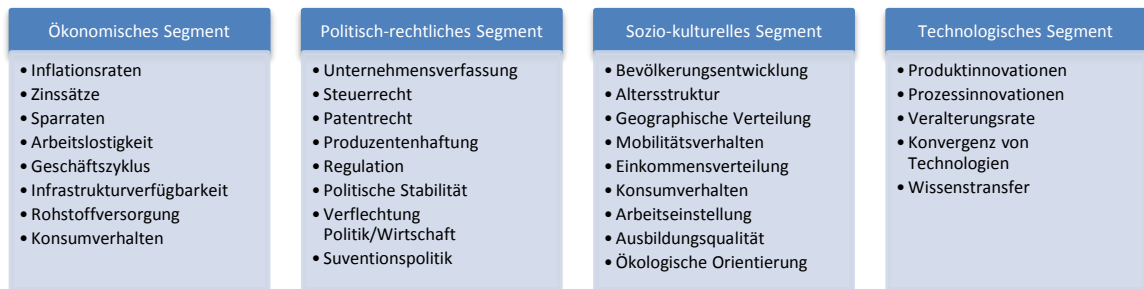 Ökonomisches Segment
• Inflationsraten
• Zinssätze
• Sparraten
• Arbeitslostigkeit
• Geschäftszyklus
• Infrastrukturverfügbarkeit
• Rohstoffversorgung
• Konsumverhalten
Politisch-rechtliches Segment
• Unternehmensverfassung
• Steuerrecht
• Patentrecht
• Produzentenhaftung
• Regulation
• Politische Stabilität
• Verflechtung
Politik/Wirtschaft
• Suventionspolitik
Sozio-kulturelles Segment
• Bevölkerungsentwicklung
• Altersstruktur
• Geographische Verteilung
• Mobilitätsverhalten
• Einkommensverteilung
• Konsumverhalten
• Arbeitseinstellung
• Ausbildungsqualität
• Ökologische Orientierung
Technologisches Segment
• Produktinnovationen
• Prozessinnovationen
• Veralterungsrate
• Konvergenz von
Technologien
• Wissenstransfer